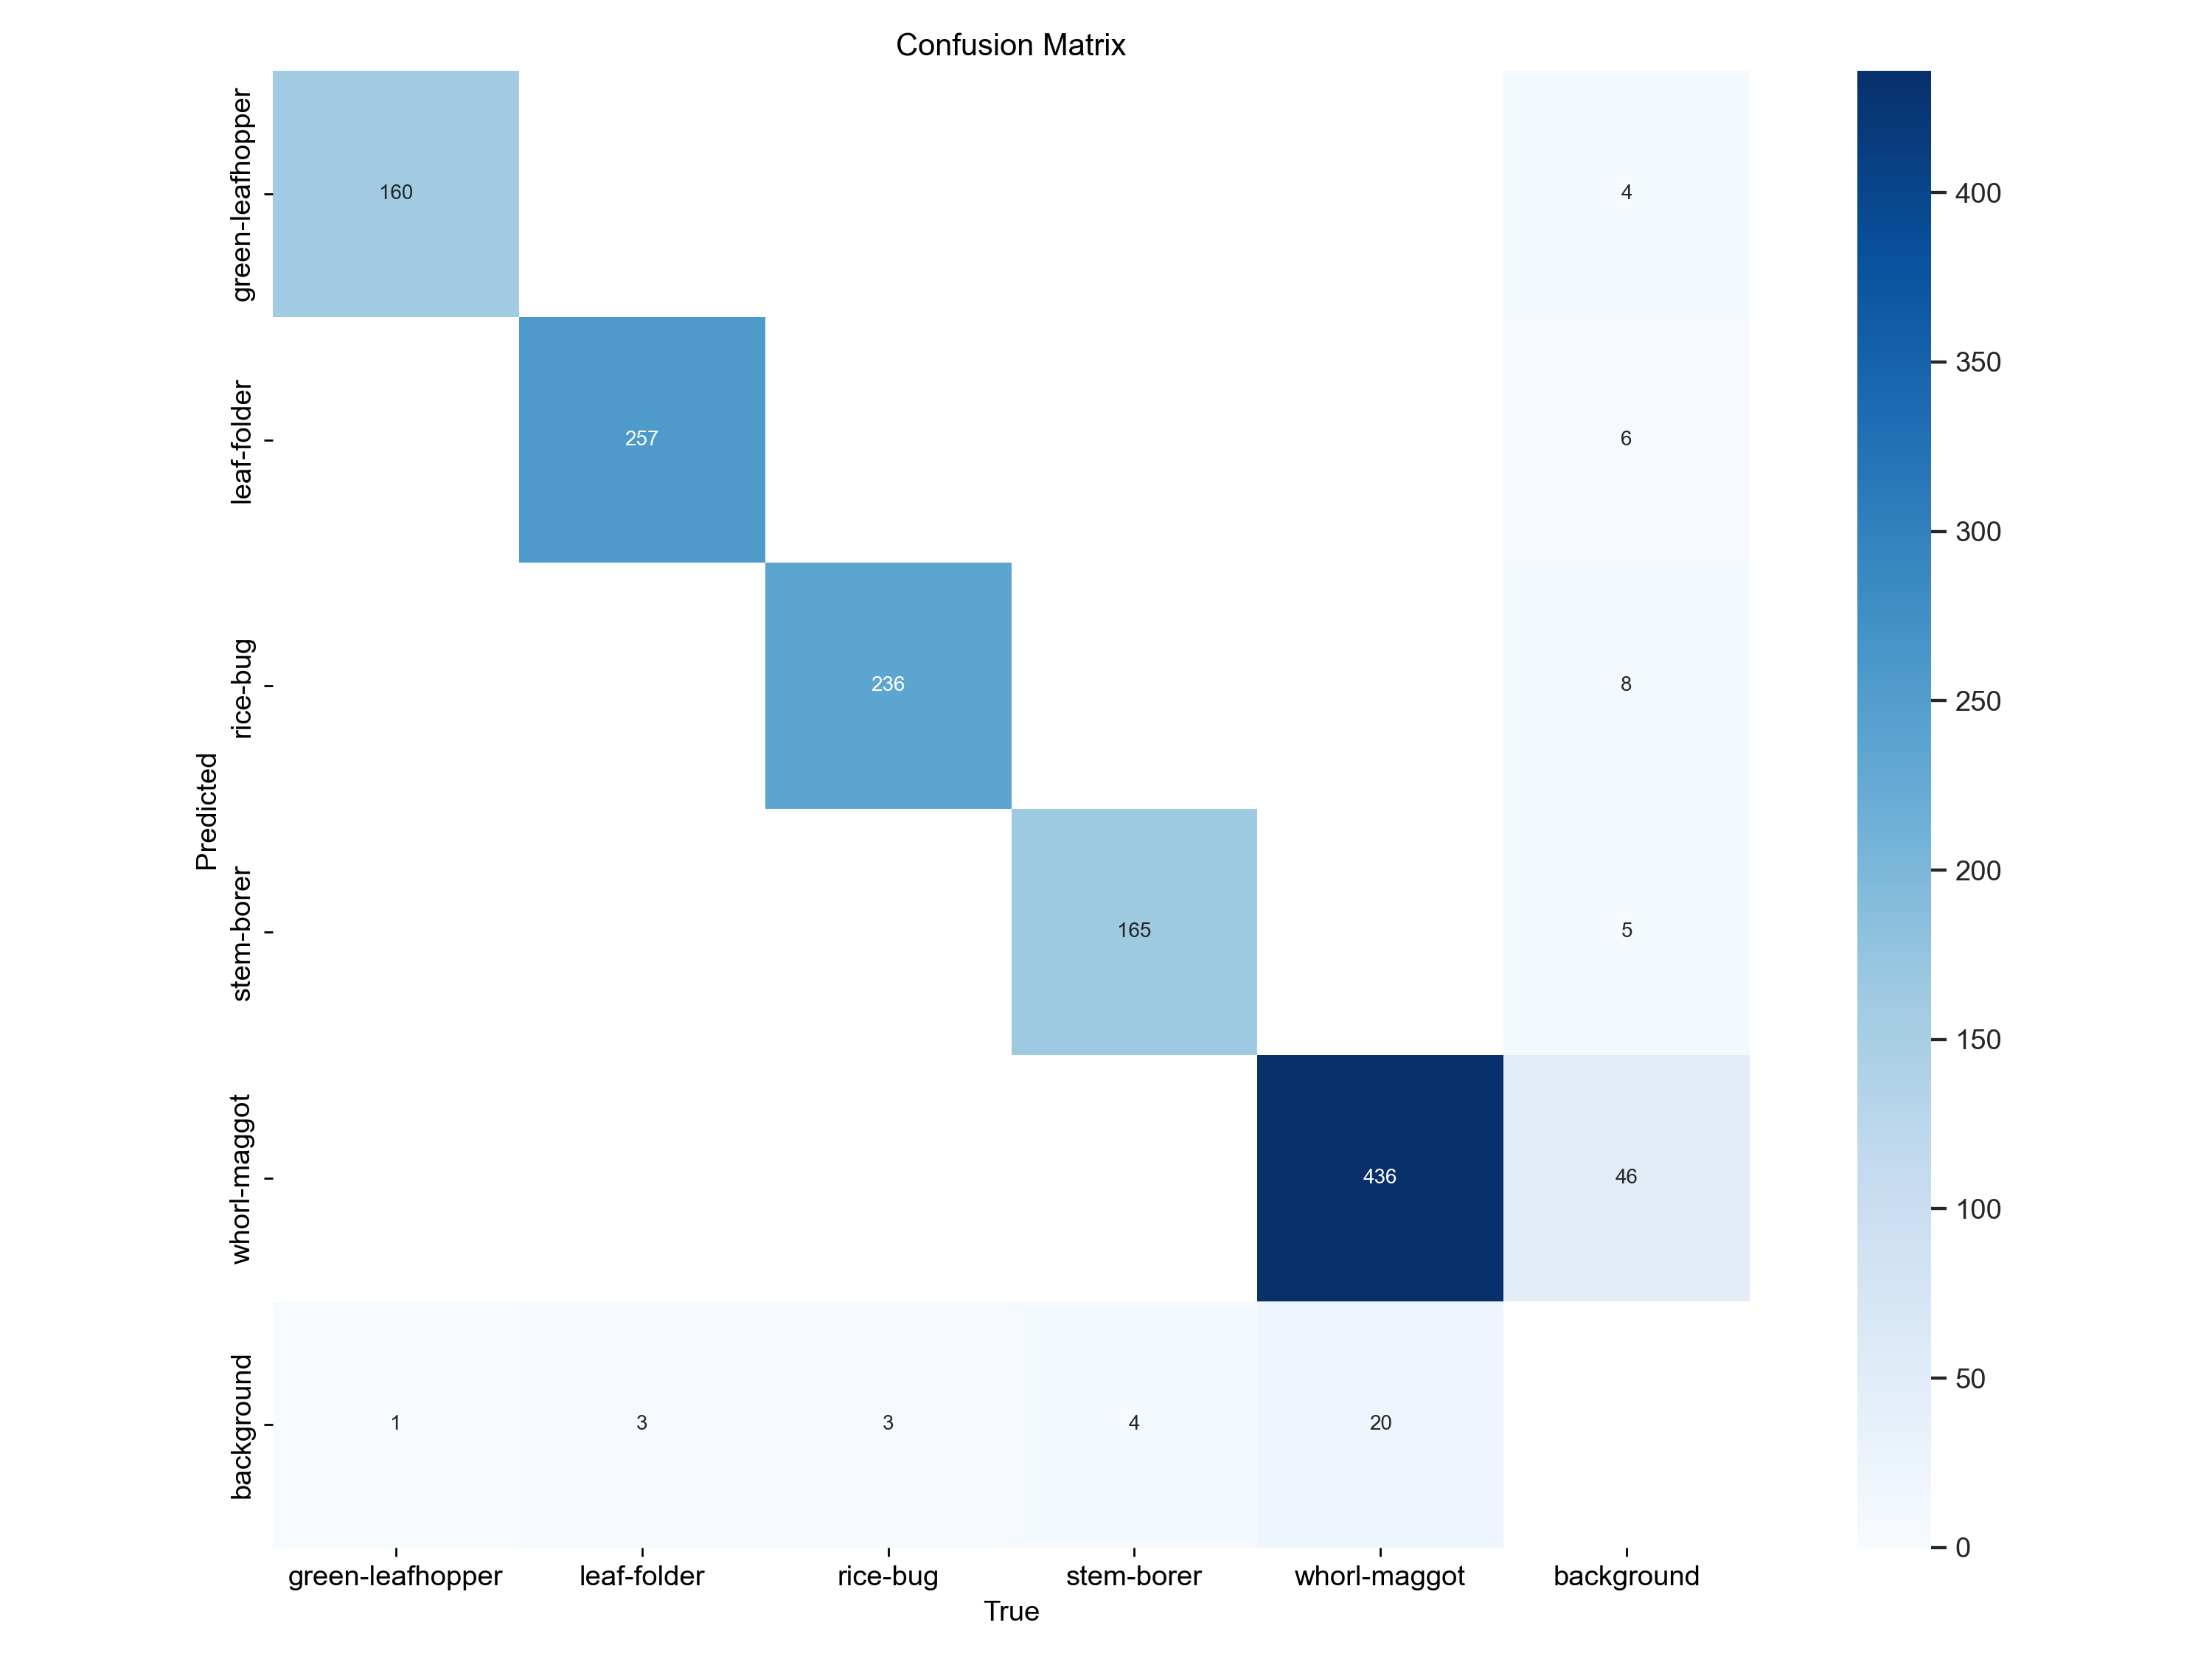 Confusion Matrix
green-leafhopper
160
4
leaf-folder
257
6
rice-bug
236
8
stem-borer
165
5
whorl-maggot
436
46
background
1
3
3
4
20
Predicted
green-leafhopper
leaf-folder
rice-bug
stem-borer
whorl-maggot
background
True
400
350
300
250
200
150
100
50
0